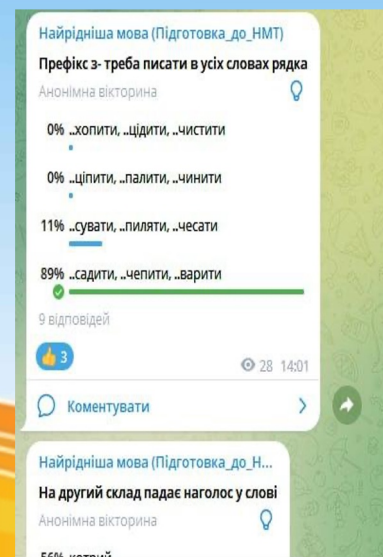 Найрідніша мова (Підготовка_до_НМТ)
Префікс з- треба писати в усіх словах рядка
Анонімна вікторина
0% ..хопити, ..цідити, ..чистити
0% ..ціпити, ..палити, ..чинити
11% ..сувати, ..пиляти, ..чесати
89% ..садити, ..чепити, ..варити
9 відповідей
👍 3
28 14:01
Коментувати
Найрідніша мова (Підготовка_до_Н...
На другий склад падає наголос у слові
Анонімна вікторина
56% котрий